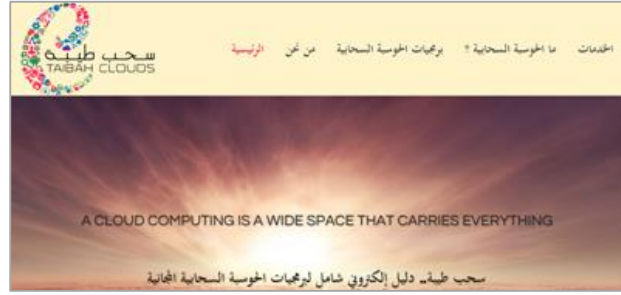 سحب طيبة
TAIBAH CLOUDS
الرئيسية
من نحن
برمجيات الحوسبة السحابية
ما الحوسبة السحابية ؟
الخدمات
A CLOUD COMPUTING IS A WIDE SPACE THAT CARRIES EVERYTHING
سحب طيبة.. دليل إلكتروني شامل لبرمجيات الحوسبة السحابية المجانية